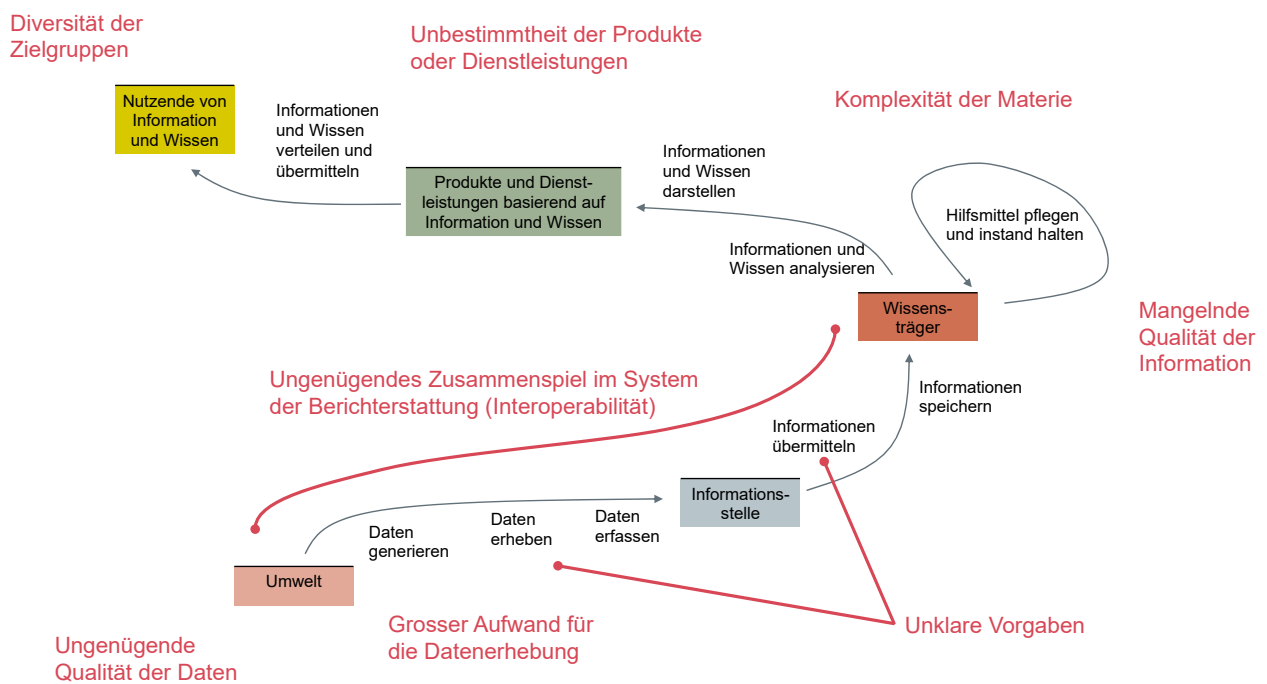 Diversität der
Zielgruppen
Unbestimmtheit der Produkte
oder Dienstleistungen
Komplexität der Materie
Nutzende von
Information
und Wissen
Informationen
und Wissen
verteilen und
übermitteln
Produkte und Dienst-
leistungen basierend auf
Information und Wissen
Informationen
und Wissen
darstellen
Informationen und
Wissen analysieren
Hilfsmittel pflegen
und instand halten
Wissens-
träger
Mangelnde
Qualität der
Information
Ungenügendes Zusammenspiel im System
der Berichterstattung (Interoperabilität)
Informationen
speichern
Informationen
übermitteln
Informations-
stelle
Daten
generieren
Daten
erheben
Daten
erfassen
Umwelt
Ungenügende
Qualität der Daten
Grosser Aufwand für
die Datenerhebung
Unklare Vorgaben